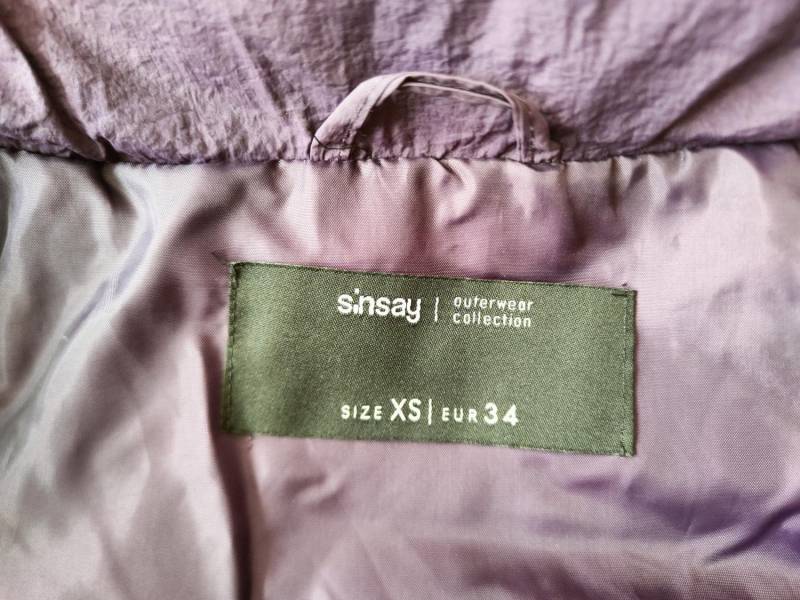 sinsay | outerwear
collection
SIZE XS | EUR 34